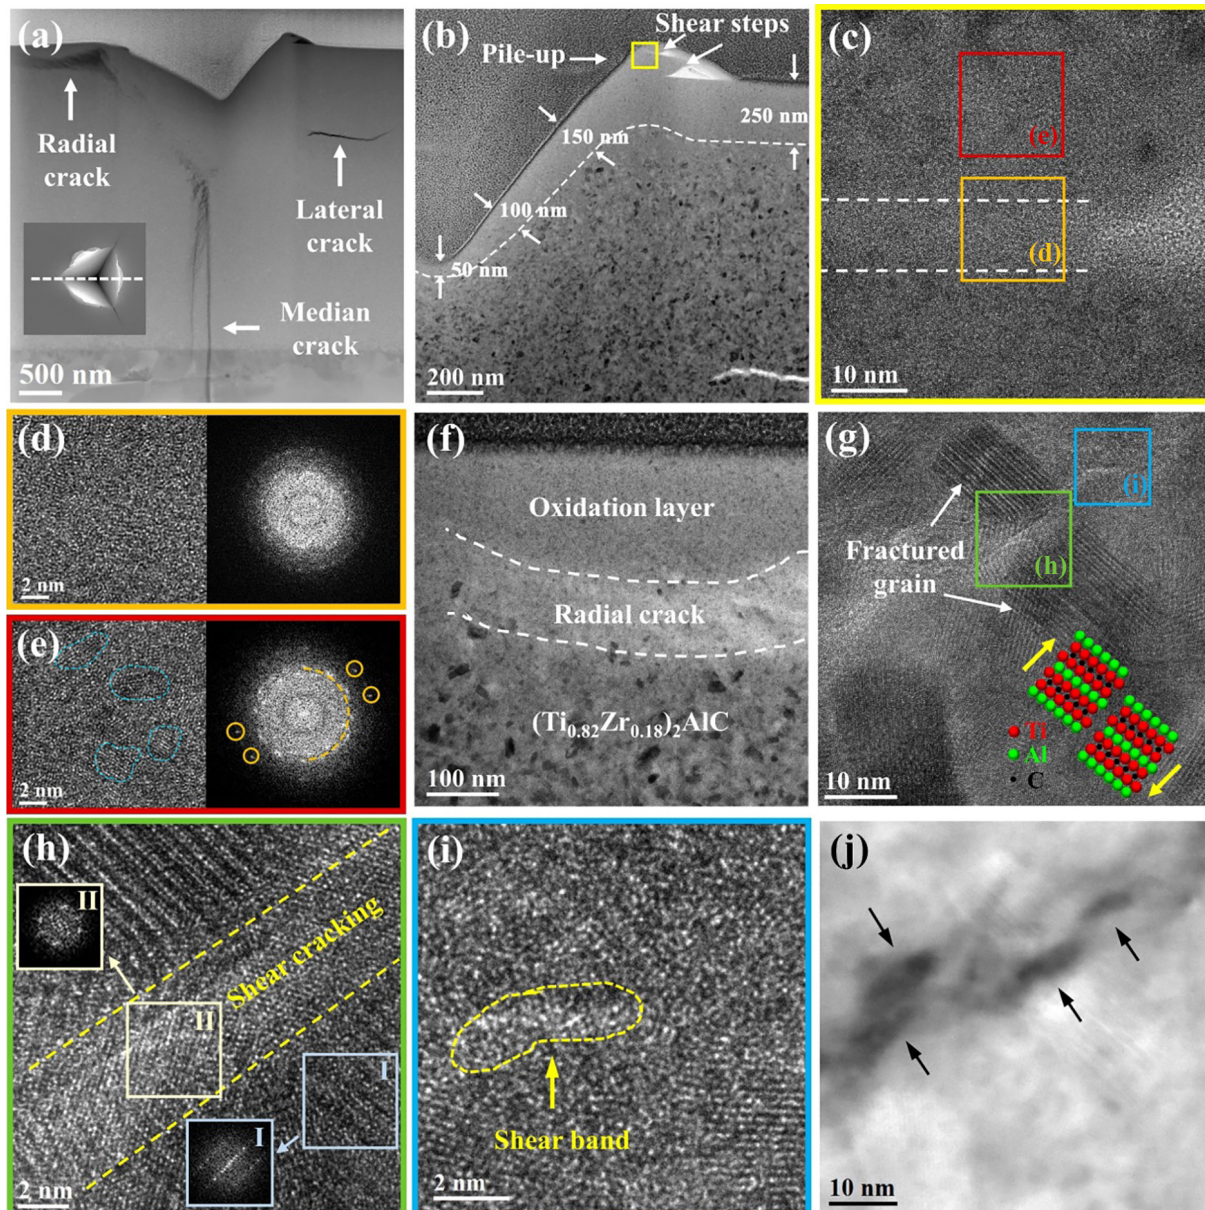 (a)
Radial
crack
Lateral
crack
Median
crack
500 nm
(b)
Shear steps
Pile-up
250 nm
150 nm
100 nm
50 nm
200 nm
(c)
(e)
(d)
10 nm
(d)
2 nm
(e)
2 nm
(f)
Oxidation layer
Radial crack
(Ti0.82Zr0.18)2AlC
100 nm
(g)
(i)
Fractured
grain
(h)
Ti
Al
C
10 nm
(h)
II
Shear cracking
II
I
I
2 nm
(i)
Shear band
2 nm
(j)
10 nm